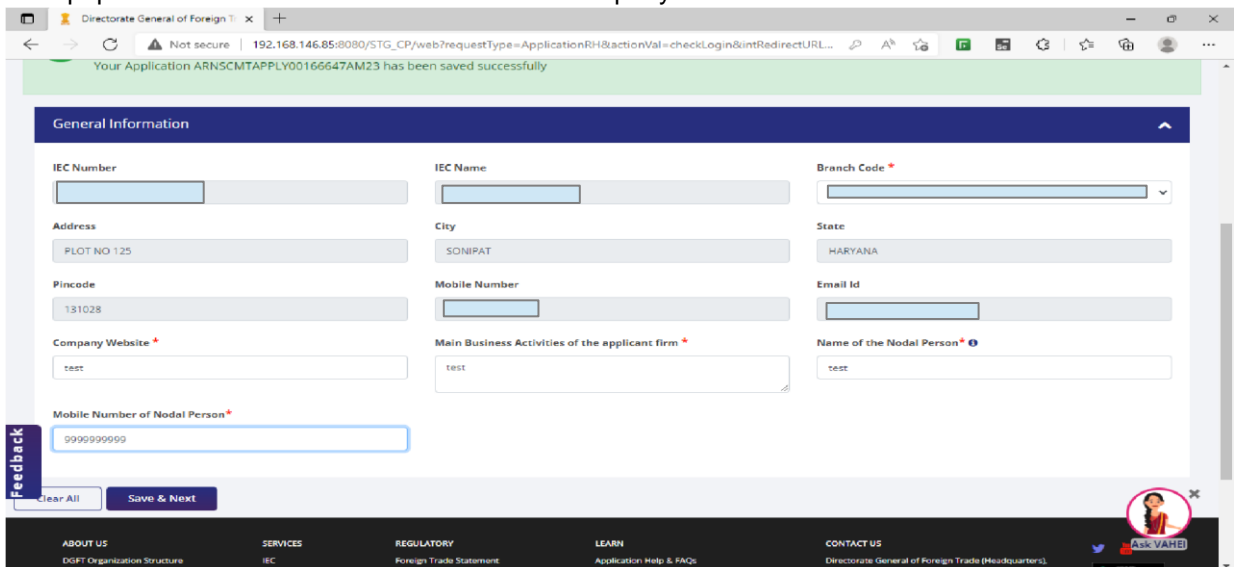 Directorate General of Foreign Tr
Not secure | 192.168.146.85:8080/STG_CP/web?requestType=ApplicationRH&actionVal=checkLogin&intRedirectURL...
Your Application ARNSCMTAPPLY00166647AM23 has been saved successfully
General Information
IEC Number IEC Name Branch Code *
Address City State
PLOT NO 125 SONIPAT HARYANA
Pincode Mobile Number Email Id
131028
Company Website * Main Business Activities of the applicant firm * Name of the Nodal Person*
test test test
Mobile Number of Nodal Person*
9999999999
Feedback
Clear All Save & Next
Ask VAHEI
ABOUT US SERVICES REGULATORY LEARN CONTACT US
DGFT Organization Structure IEC Foreign Trade Statement Application Help & FAQs Directorate General of Foreign Trade (Headquarters),